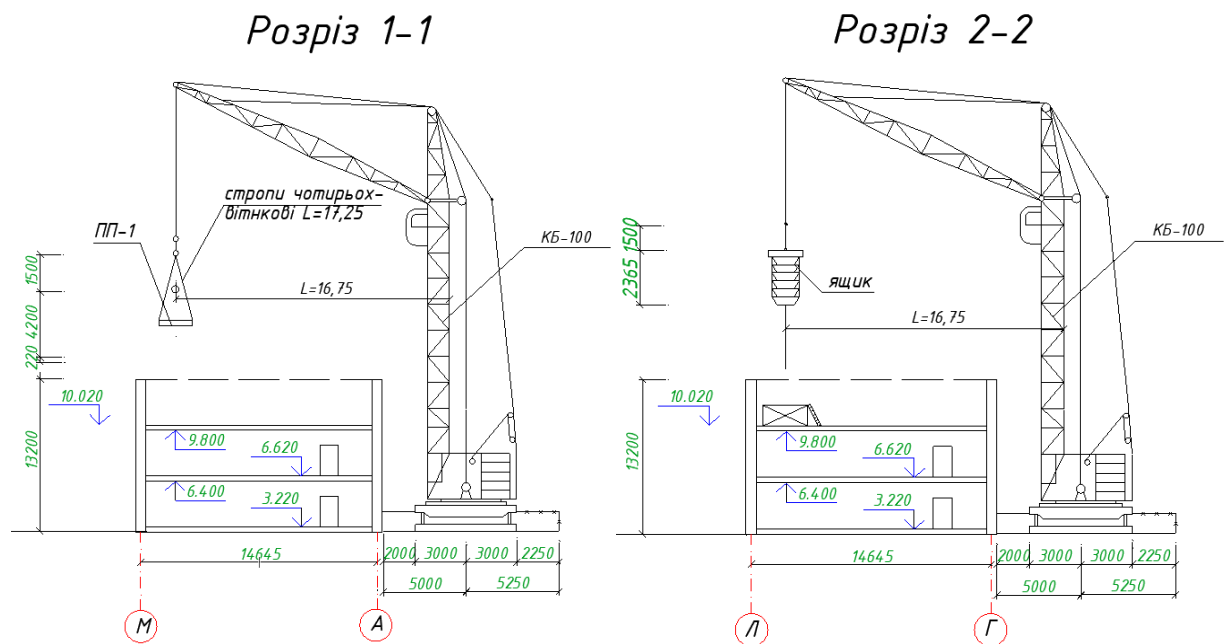 Розріз 1-1
стропи чотирьох-
вітнкові L=17,25
ПП-1
КБ-100
1500
L=16,75
4200
220
10.020
13200
9.800
6.620
6.400
3.220
14645
2000
3000
3000
2250
5000
5250
М
А
Розріз 2-2
1500
КБ-100
2365
ящик
L=16,75
10.020
13200
9.800
6.620
6.400
3.220
14645
2000
3000
3000
2250
5000
5250
Л
Г